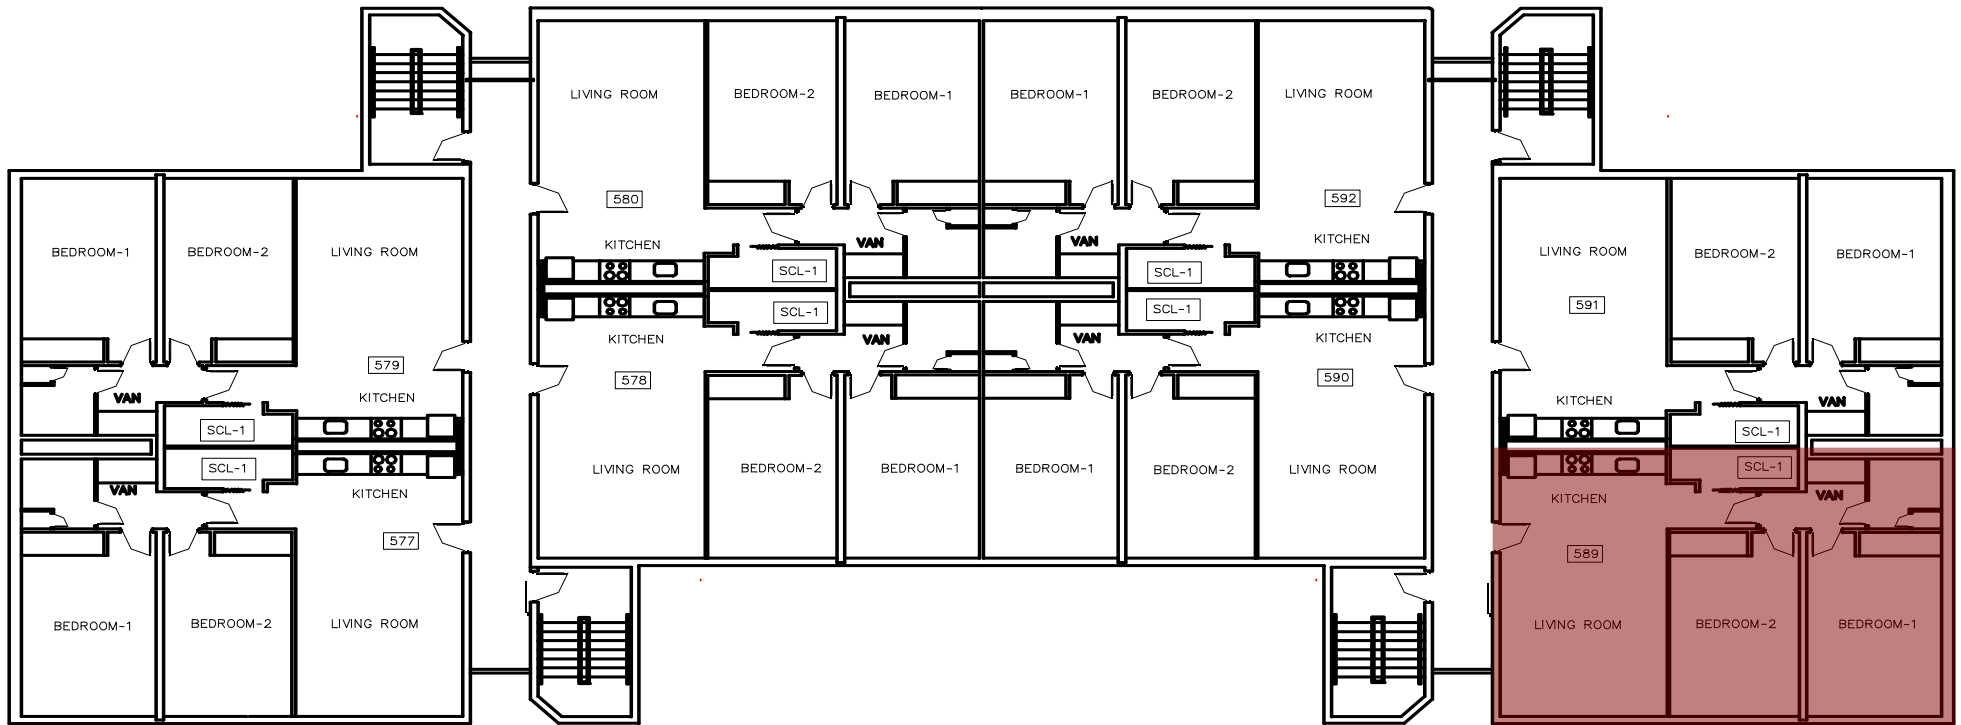 LIVING ROOM
BEDROOM-2
BEDROOM-1
BEDROOM-1
BEDROOM-2
LIVING ROOM
580
592
KITCHEN
VAN
VAN
KITCHEN
SCL-1
SCL-1
SCL-1
SCL-1
KITCHEN
VAN
VAN
KITCHEN
578
590
LIVING ROOM
BEDROOM-2
BEDROOM-1
BEDROOM-1
BEDROOM-2
LIVING ROOM
BEDROOM-1
BEDROOM-2
LIVING ROOM
579
VAN
KITCHEN
SCL-1
SCL-1
VAN
KITCHEN
577
BEDROOM-1
BEDROOM-2
LIVING ROOM
LIVING ROOM
BEDROOM-2
BEDROOM-1
591
KITCHEN
VAN
SCL-1
SCL-1
KITCHEN
VAN
589
LIVING ROOM
BEDROOM-2
BEDROOM-1